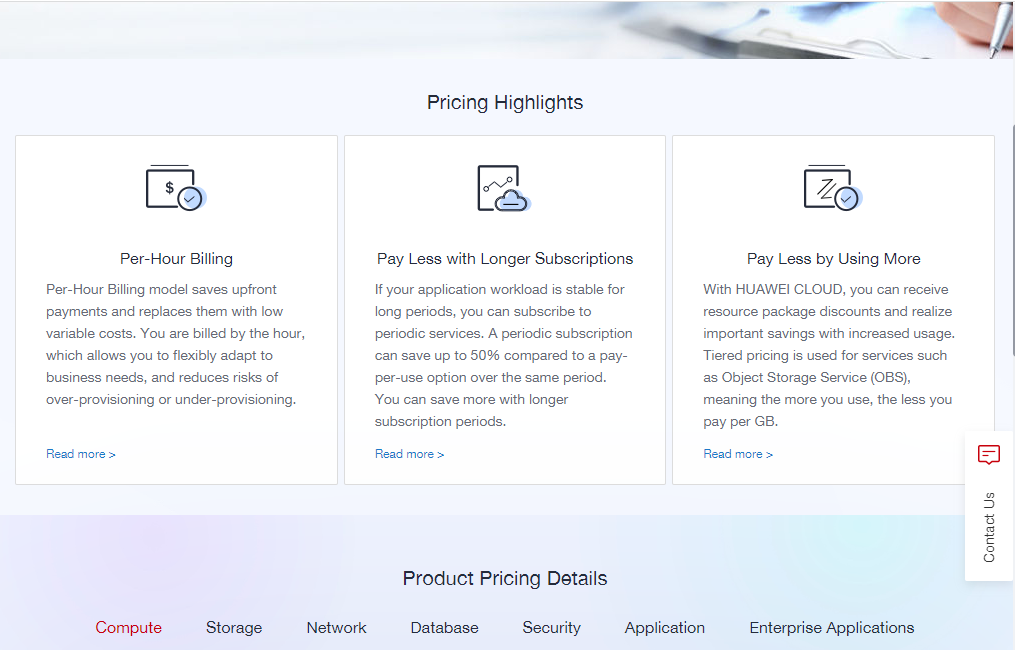 Pricing Highlights
$
Per-Hour Billing
Per-Hour Billing model saves upfront
payments and replaces them with low
variable costs. You are billed by the hour,
which allows you to flexibly adapt to
business needs, and reduces risks of
over-provisioning or under-provisioning.
Read more >
Pay Less with Longer Subscriptions
If your application workload is stable for
long periods, you can subscribe to
periodic services. A periodic subscription
can save up to 50% compared to a pay-
per-use option over the same period.
You can save more with longer
subscription periods.
Read more >
Pay Less by Using More
With HUAWEI CLOUD, you can receive
resource package discounts and realize
important savings with increased usage.
Tiered pricing is used for services such
as Object Storage Service (OBS),
meaning the more you use, the less you
pay per GB.
Read more >
Contact Us
Product Pricing Details
Compute Storage Network Database Security Application Enterprise Applications